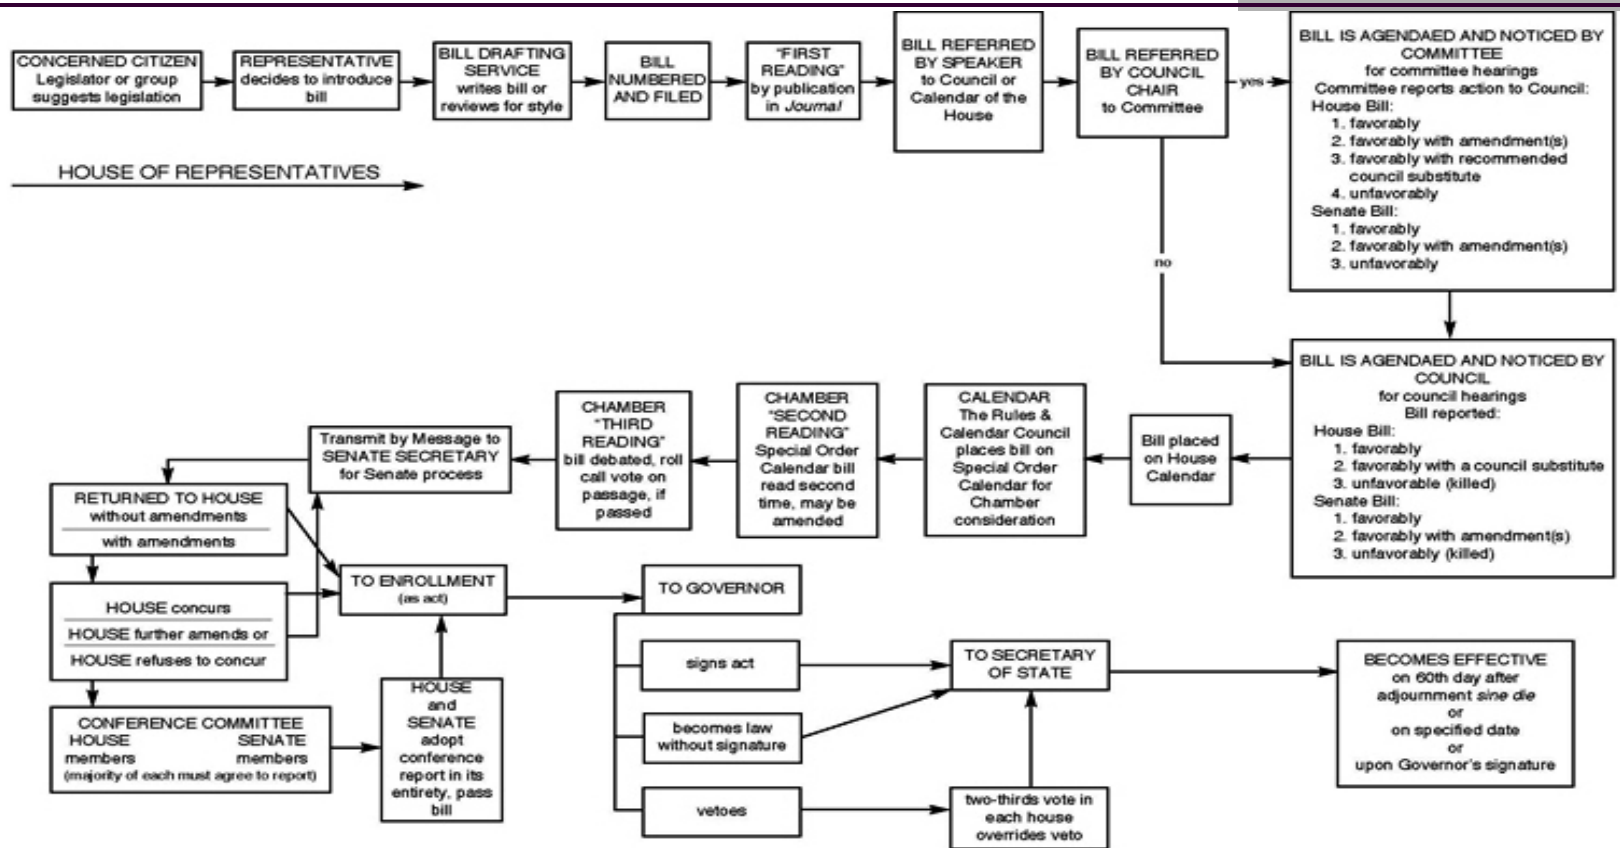 CONCERNED CITIZEN
Legislator or group
suggests legislation
REPRESENTATIVE
decides to introduce
bill
BILL DRAFTING
SERVICE
writes bill or
reviews for style
BILL
NUMBERED
AND FILED
"FIRST
READING"
by publication
in Journal
BILL REFERRED
BY SPEAKER
to Council or
Calendar of the
House
BILL REFERRED
BY COUNCIL
CHAIR
to Committee
yes
no
BILL IS AGENDAED AND NOTICED BY
COMMITTEE
for committee hearings
Committee reports action to Council:
House Bill:
1. favorably
2. favorably with amendment(s)
3. favorably with recommended
council substitute
4. unfavorably
Senate Bill:
1. favorably
2. favorably with amendment(s)
3. unfavorably
HOUSE OF REPRESENTATIVES
BILL IS AGENDAED AND NOTICED BY
COUNCIL
for council hearings
Bill reported:
House Bill:
1. favorably
2. favorably with a council substitute
3. unfavorable (killed)
Senate Bill:
1. favorably
2. favorably with amendment(s)
3. unfavorably (killed)
Bill placed
on House
Calendar
CALENDAR
The Rules &
Calendar Council
places bill on
Special Order
Calendar for
Chamber
consideration
CHAMBER
"SECOND
READING"
Special Order
Calendar bill
read second
time, may be
amended
CHAMBER
"THIRD
READING"
bill debated, roll
call vote on
passage, if
passed
Transmit by Message to
SENATE SECRETARY
for Senate process
RETURNED TO HOUSE
without amendments
with amendments
HOUSE concurs
HOUSE further amends or
HOUSE refuses to concur
CONFERENCE COMMITTEE
HOUSE SENATE
members members
(majority of each must agree to report)
HOUSE
and
SENATE
adopt
conference
report in its
entirety, pass
bill
TO ENROLLMENT
(as act)
TO GOVERNOR
signs act
becomes law
without signature
vetoes
TO SECRETARY
OF STATE
two-thirds vote in
each house
overrides veto
BECOMES EFFECTIVE
on 60th day after
adjournment sine die
or
on specified date
or
upon Governor's signature